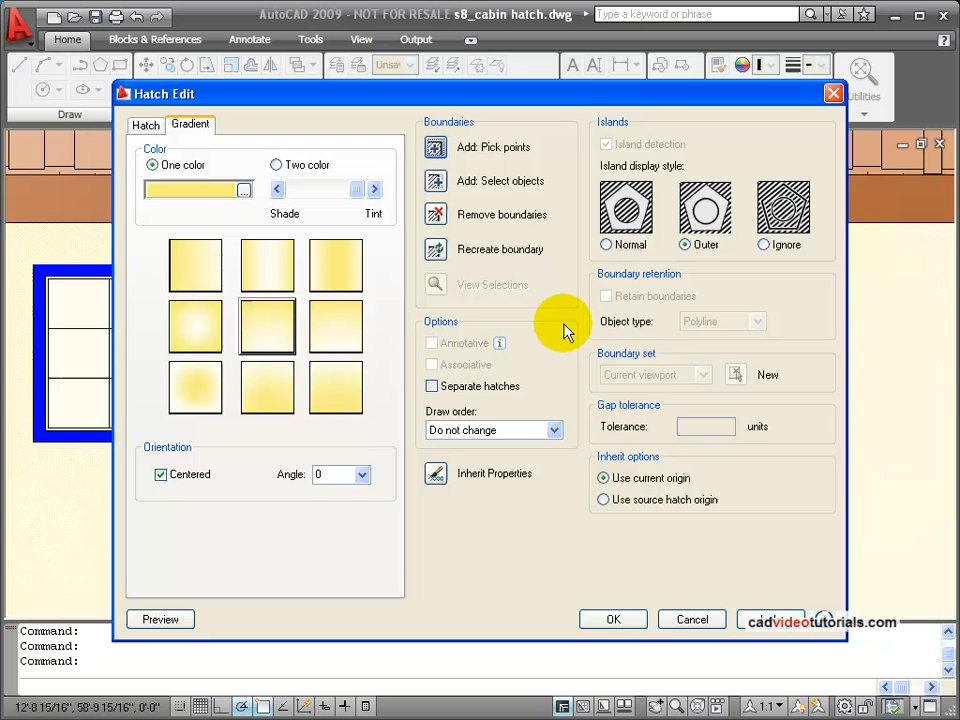 AutoCAD 2009 - NOT FOR RESALE s8_cabin hatch.dwg
Type a keyword or phrase
Home Blocks & References Annotate Tools View Output
Unsav
Draw
Utilities
Hatch Edit
Hatch Gradient
Color
One color Two color
Shade Tint
Orientation
Centered Angle: 0
Preview
Boundaries
Add: Pick points
Add: Select objects
Remove boundaries
Recreate boundary
View Selections
Options
Annotative
Associative
Separate hatches
Draw order:
Do not change
Inherit Properties
Islands
Island detection
Island display style:
Normal Outer Ignore
Boundary retention
Retain boundaries
Object type: Polyline
Boundary set
Current viewport New
Gap tolerance
Tolerance: units
Inherit options
Use current origin
Use source hatch origin
OK Cancel
cadvideotutorials.com
Command:
Command:
Command:
12'-8 15/16", 58'-9 15/16", 0'-0" 1:1